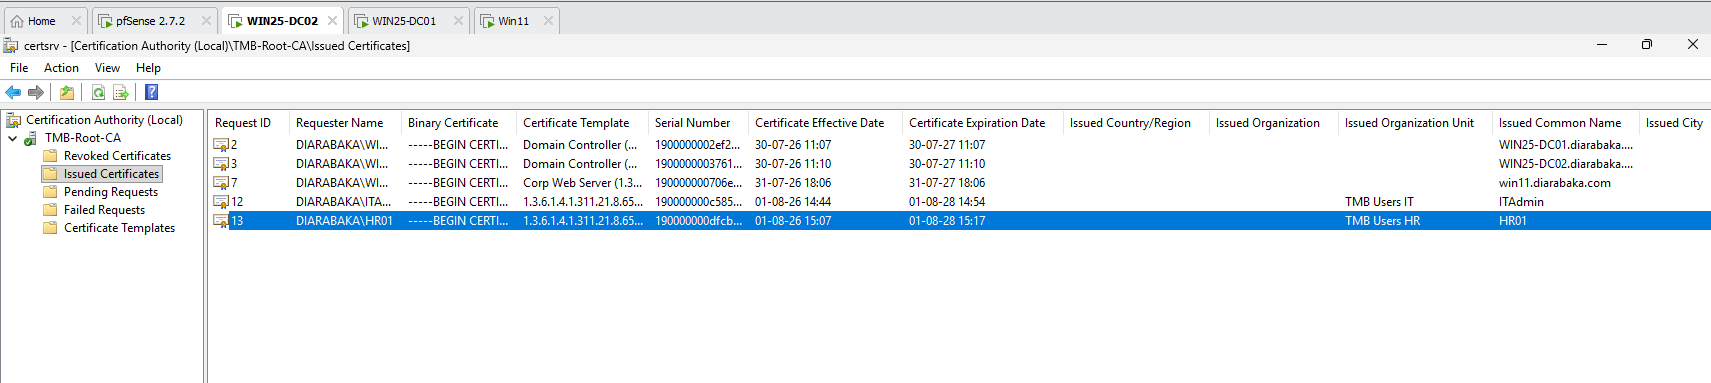 Home pfSense 2.7.2 WIN25-DC02 WIN25-DC01 Win11
certsrv - [Certification Authority (Local)\TMB-Root-CA\Issued Certificates]
File Action View Help
Certification Authority (Local)
TMB-Root-CA
Revoked Certificates
Issued Certificates
Pending Requests
Failed Requests
Certificate Templates
Request ID Requester Name Binary Certificate Certificate Template Serial Number Certificate Effective Date Certificate Expiration Date Issued Country/Region Issued Organization Issued Organization Unit Issued Common Name Issued City
2 DIARABAKA\WI... -----BEGIN CERTI... Domain Controller (... 1900000002ef2... 30-07-26 11:07 30-07-27 11:07 WIN25-DC01.diarabaka....
3 DIARABAKA\WI... -----BEGIN CERTI... Domain Controller (... 1900000003761... 30-07-26 11:10 30-07-27 11:10 WIN25-DC02.diarabaka....
7 DIARABAKA\WI... -----BEGIN CERTI... Corp Web Server (1.3... 190000000706e... 31-07-26 18:06 31-07-27 18:06 win11.diarabaka.com
12 DIARABAKA\ITA... -----BEGIN CERTI... 1.3.6.1.4.1.311.21.8.65... 190000000c585... 01-08-26 14:44 01-08-28 14:54 TMB Users IT ITAdmin
13 DIARABAKA\HR01 -----BEGIN CERTI... 1.3.6.1.4.1.311.21.8.65... 190000000dfcb... 01-08-26 15:07 01-08-28 15:17 TMB Users HR HR01